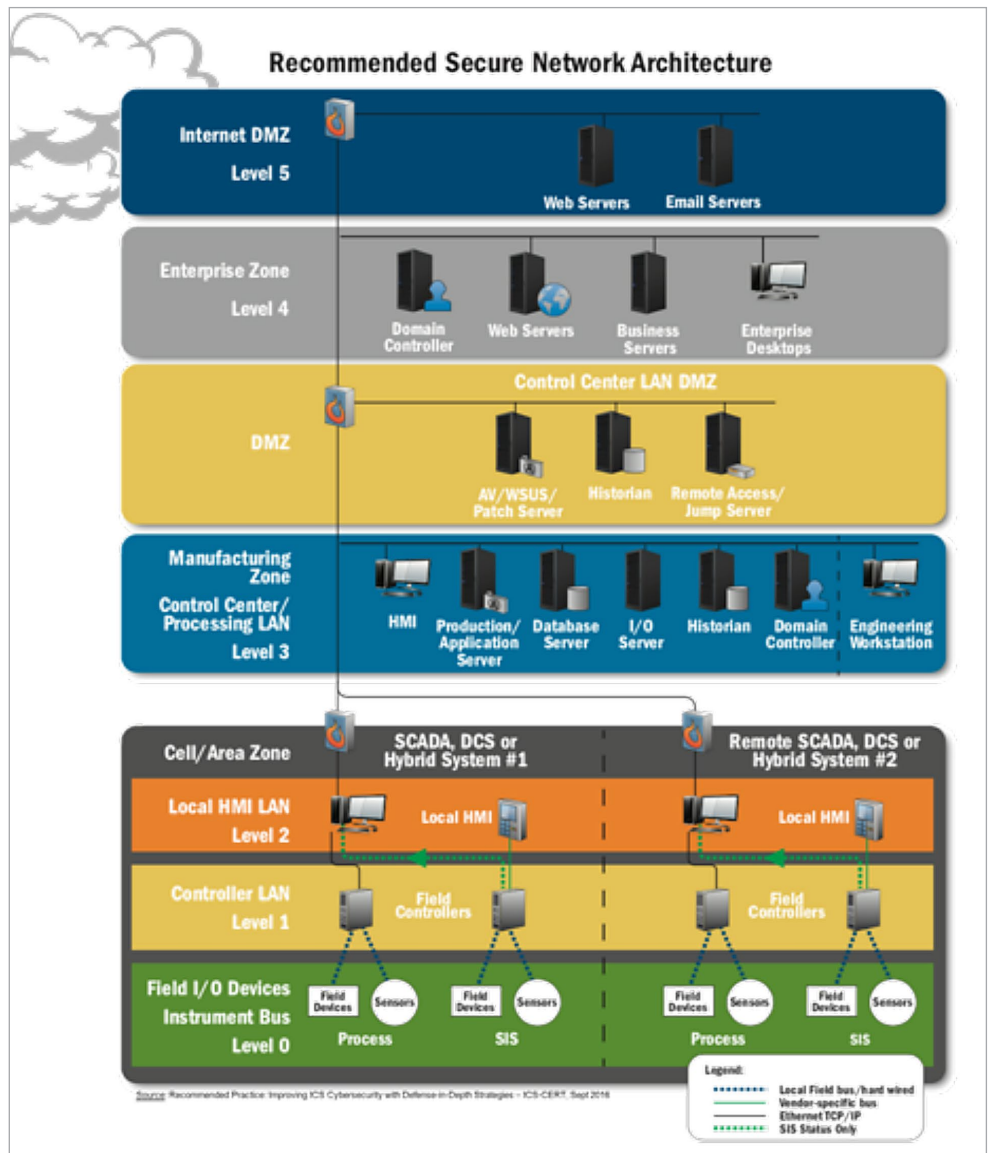 Recommended Secure Network Architecture
Internet DMZ
Level 5
Web Servers
Email Servers
Enterprise Zone
Level 4
Domain
Controller
Web Servers
Business
Servers
Enterprise
Desktops
Control Center LAN DMZ
DMZ
AV/WSUS/
Patch Server
Historian
Remote Access/
Jump Server
Manufacturing
Zone
Control Center/
Processing LAN
Level 3
HMI
Production/
Application
Server
Database
Server
I/O
Server
Historian
Domain
Controller
Engineering
Workstation
Cell/Area Zone
SCADA, DCS or
Hybrid System #1
Remote SCADA, DCS or
Hybrid System #2
Local HMI LAN
Level 2
Local HMI
Local HMI
Controller LAN
Level 1
Field
Controllers
Field
Controllers
Field I/O Devices
Instrument Bus
Level 0
Field
Devices
Sensors
Process
Field
Devices
Sensors
SIS
Field
Devices
Sensors
Process
Field
Devices
Sensors
SIS
Legend:
Local Field bus/hard wired
Vendor-specific bus
Ethernet TCP/IP
SIS Status Only
Source: Recommended Practice: Improving ICS Cybersecurity with Defense-in-Depth Strategies – ICS-CERT, Sept 2016